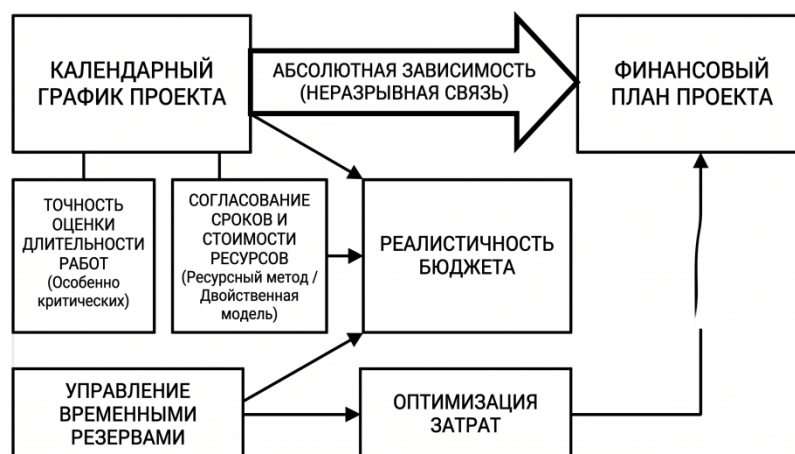 КАЛЕНДАРНЫЙ
ГРАФИК ПРОЕКТА
АБСОЛЮТНАЯ ЗАВИСИМОСТЬ
(НЕРАЗРЫВНАЯ СВЯЗЬ)
ФИНАНСОВЫЙ
ПЛАН ПРОЕКТА
ТОЧНОСТЬ
ОЦЕНКИ
ДЛИТЕЛЬНОСТИ
РАБОТ
(Особенно
критических)
СОГЛАСОВАНИЕ
СРОКОВ И
СТОИМОСТИ
РЕСУРСОВ
(Ресурсный метод /
Двойственная
модель)
РЕАЛИСТИЧНОСТЬ
БЮДЖЕТА
УПРАВЛЕНИЕ
ВРЕМЕННЫМИ
РЕЗЕРВАМИ
ОПТИМИЗАЦИЯ
ЗАТРАТ